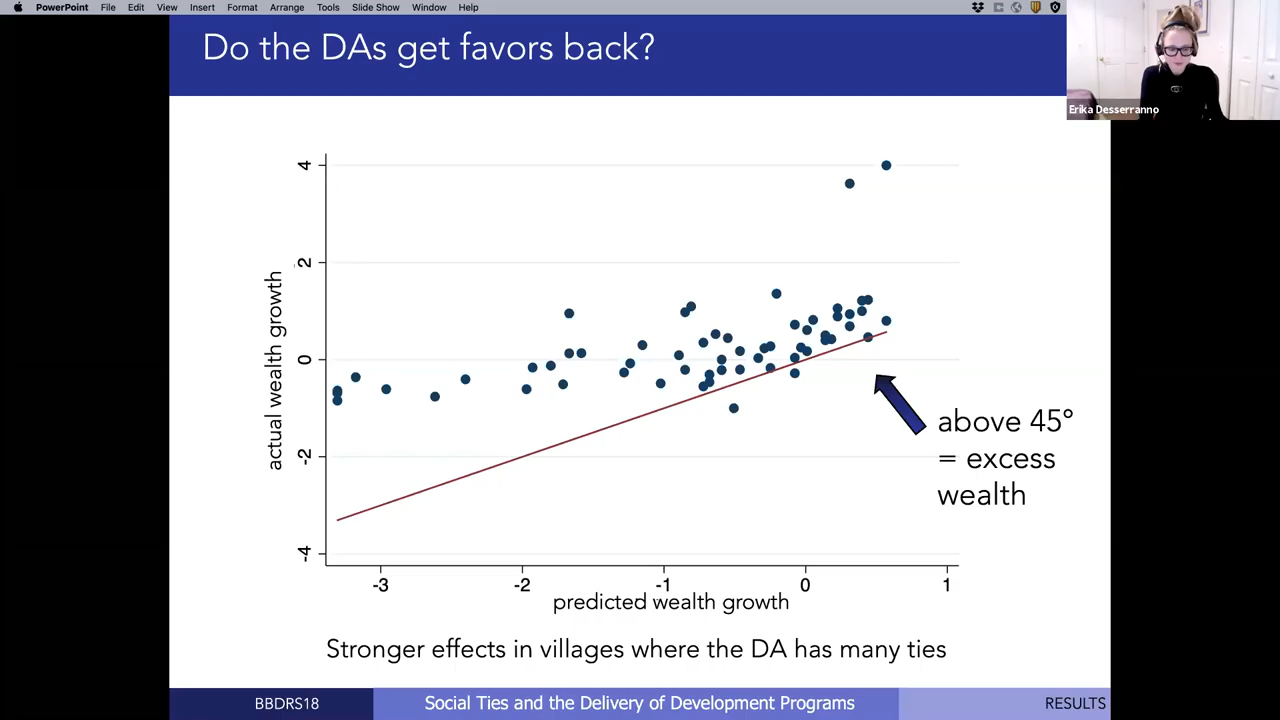 PowerPoint File Edit View Insert Format Arrange Tools Slide Show Window Help
Do the DAs get favors back?
Erika Desserranno
4
2
0
-2
-4
actual wealth growth
-3 -2 -1 0 1
predicted wealth growth
above 45°
= excess
wealth
Stronger effects in villages where the DA has many ties
BBDRS18 Social Ties and the Delivery of Development Programs RESULTS